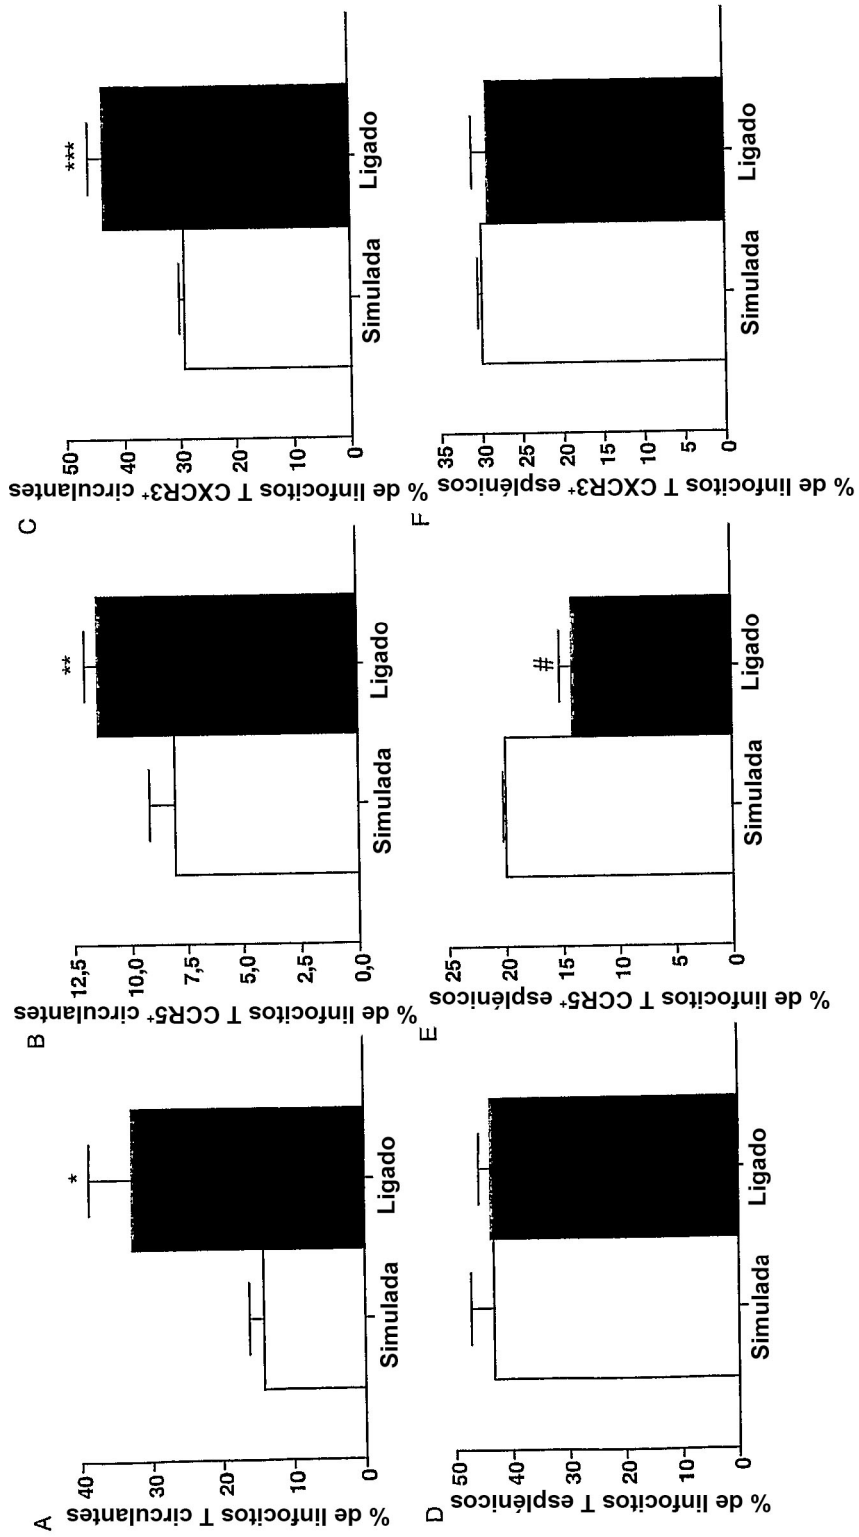 A
% de linfocitos T circulantes
40
30
20
10
0
*
Simulada
Ligado
B
% de linfocitos T CCR5+ circulantes
12,5
10,0
7,5
5,0
2,5
0,0
**
Simulada
Ligado
C
% de linfocitos T CXCR3+ circulantes
50
40
30
20
10
0
***
Simulada
Ligado
D
% de linfocitos T esplénicos
50
40
30
20
10
0
Simulada
Ligado
E
% de linfocitos T CCR5+ esplénicos
25
20
15
10
5
0
#
Simulada
Ligado
F
% de linfocitos T CXCR3+ esplénicos
35
30
25
20
15
10
5
0
Simulada
Ligado